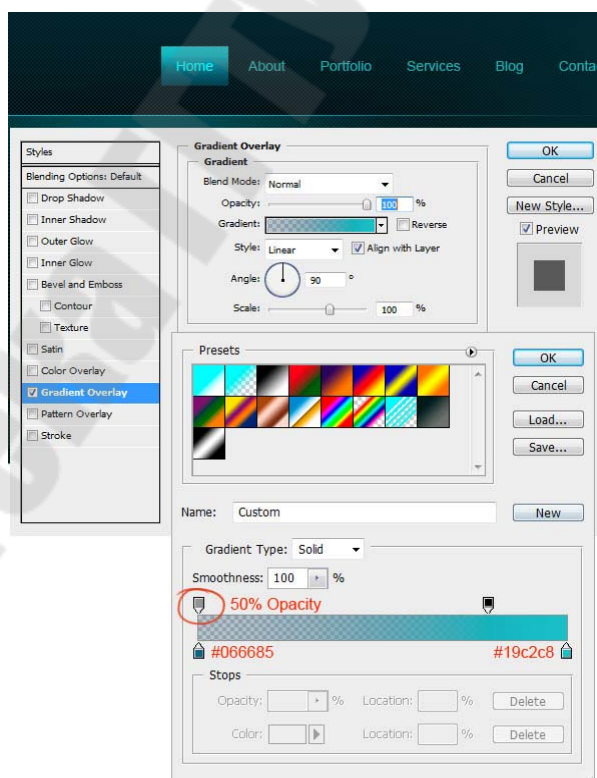 Home About Portfolio Services Blog Conta
Styles
Blending Options: Default
Drop Shadow
Inner Shadow
Outer Glow
Inner Glow
Bevel and Emboss
Contour
Texture
Satin
Color Overlay
Gradient Overlay
Pattern Overlay
Stroke
Gradient Overlay
Gradient
Blend Mode: Normal
Opacity: 100 %
Gradient: Reverse
Style: Linear Align with Layer
Angle: 90 °
Scale: 100 %
OK
Cancel
New Style...
Preview
Presets
OK
Cancel
Load...
Save...
Name: Custom New
Gradient Type: Solid
Smoothness: 100 %
50% Opacity
#066685 #19c2c8
Stops
Opacity: % Location: % Delete
Color: Location: % Delete